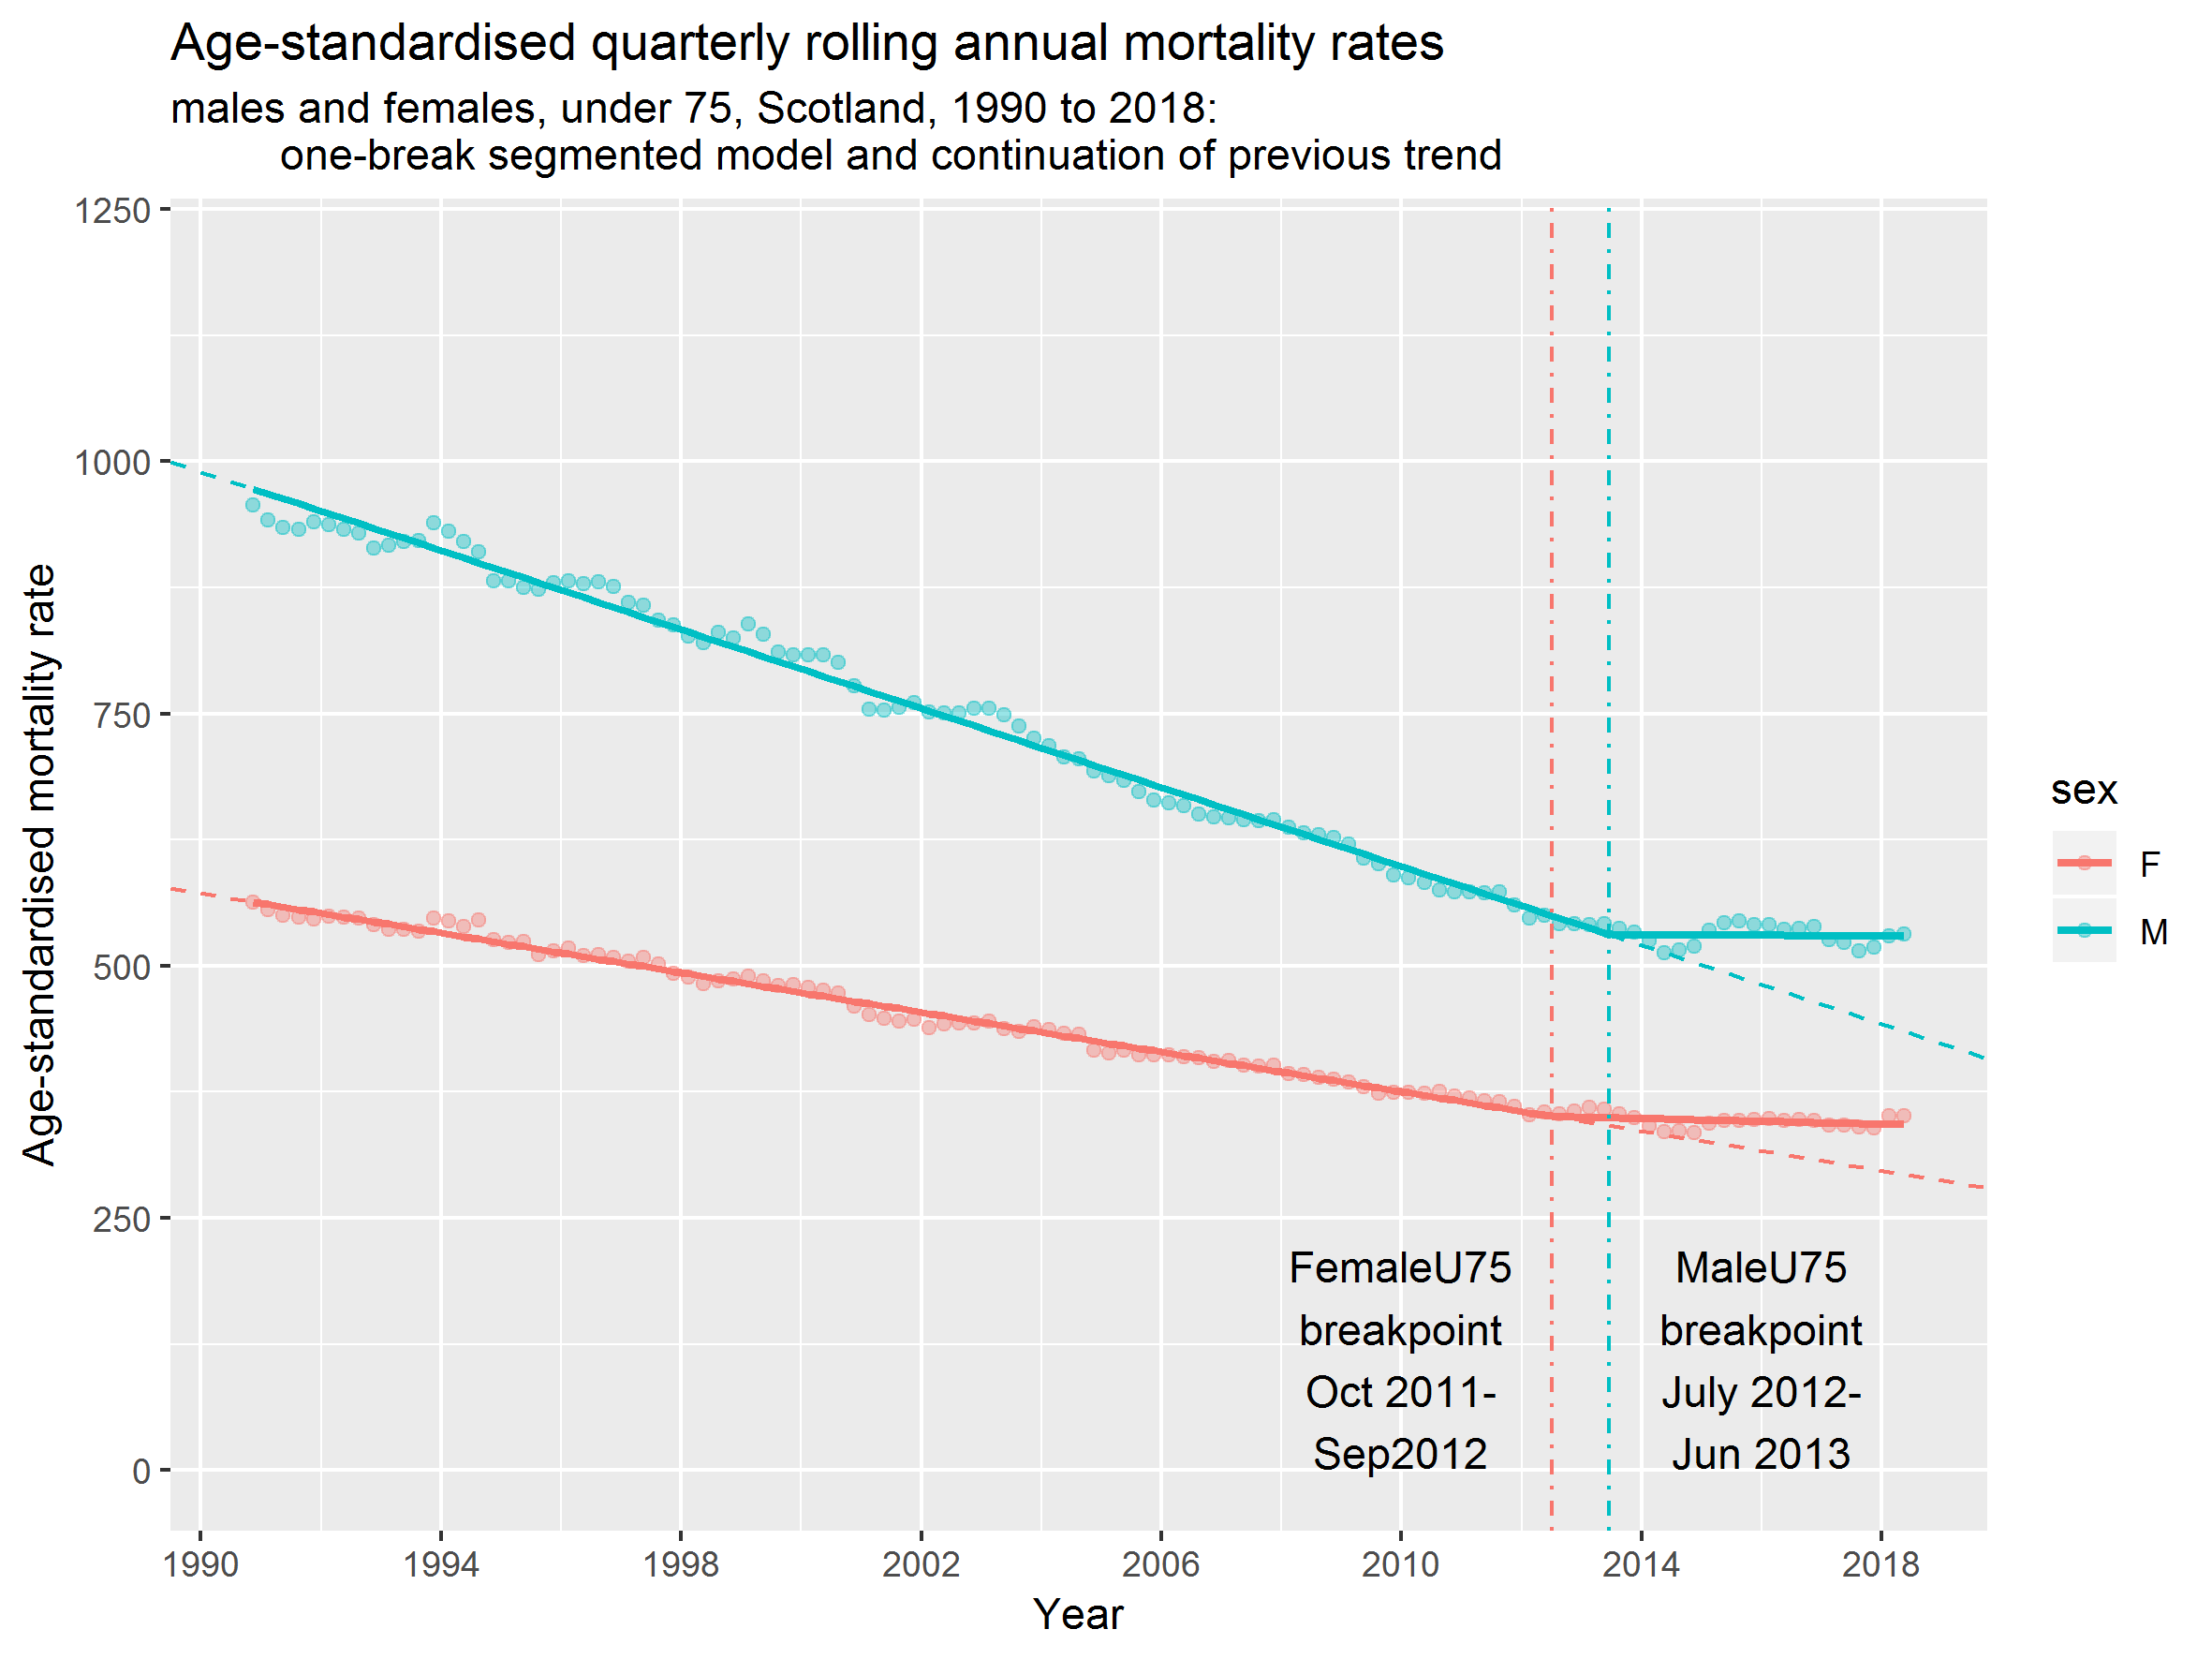 Age-standardised quarterly rolling annual mortality rates
males and females, under 75, Scotland, 1990 to 2018:
one-break segmented model and continuation of previous trend
Age-standardised mortality rate
1250
1000
750
500
250
0
FemaleU75
breakpoint
Oct 2011-
Sep2012
MaleU75
breakpoint
July 2012-
Jun 2013
1990
1994
1998
2002
2006
2010
2014
2018
Year
sex
F
M